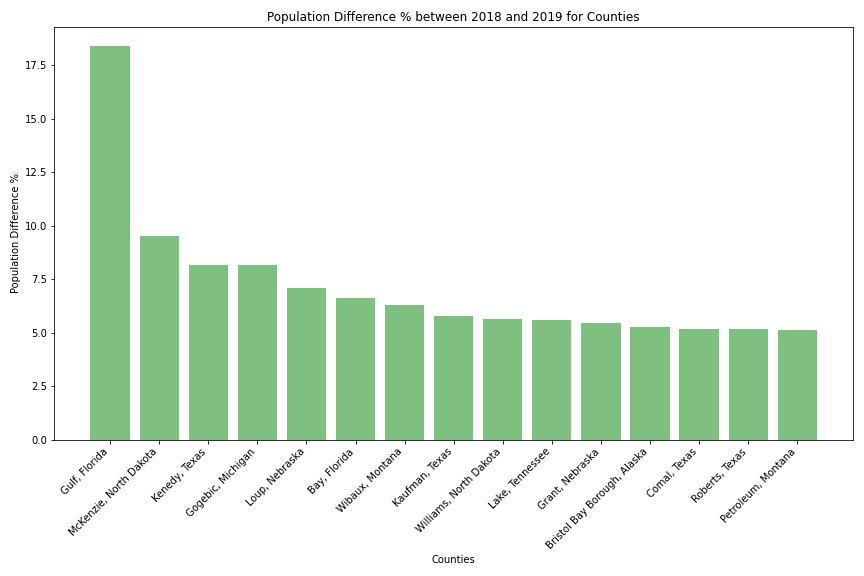 Population Difference % between 2018 and 2019 for Counties
Population Difference %
17.5
15.0
12.5
10.0
7.5
5.0
2.5
0.0
Gulf, Florida
McKenzie, North Dakota
Kenedy, Texas
Gogebic, Michigan
Loup, Nebraska
Bay, Florida
Wibaux, Montana
Kaufman, Texas
Williams, North Dakota
Lake, Tennessee
Grant, Nebraska
Bristol Bay Borough, Alaska
Comal, Texas
Roberts, Texas
Petroleum, Montana
Counties